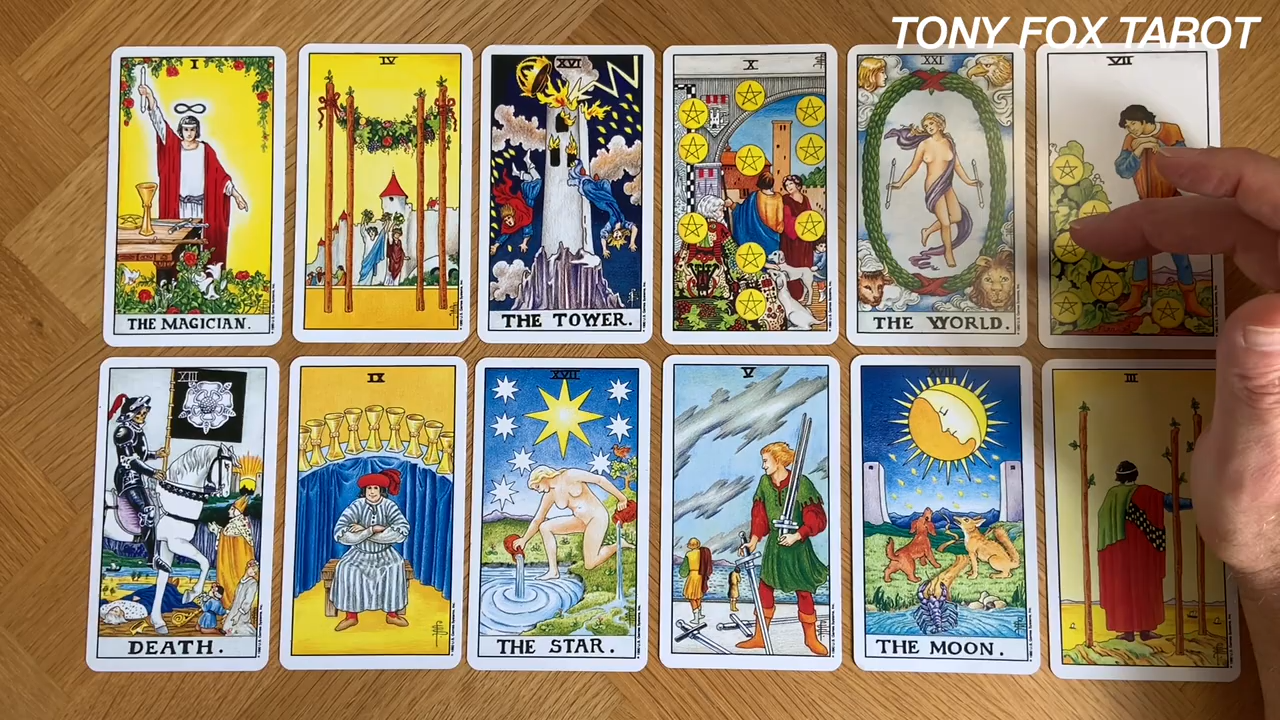 TONY FOX TAROT
I
IV
XVI
X
XXI
VII
THE MAGICIAN.
THE TOWER.
THE WORLD.
XIII
IX
XVII
V
XVIII
III
DEATH.
THE STAR.
THE MOON.